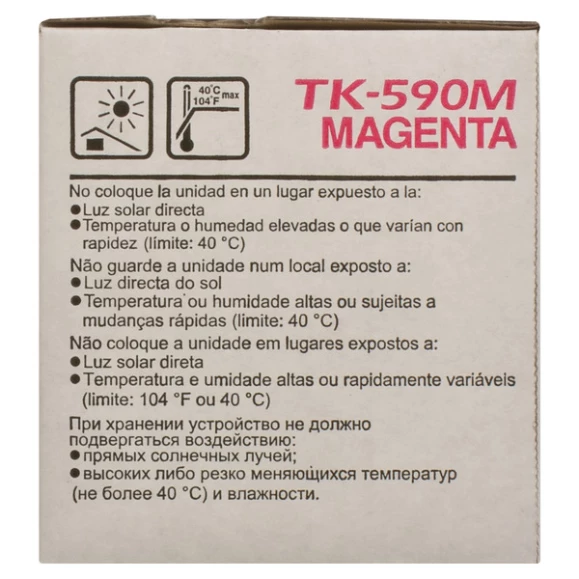 40°C
104°F max
TK-590M
MAGENTA
No coloque la unidad en un lugar expuesto a la:
●Luz solar directa
●Temperatura o humedad elevadas o que varían con
rapidez (límite: 40 °C)
Não guarde a unidade num local exposto a:
●Luz directa do sol
●Temperatura ou humidade altas ou sujeitas a
mudanças rápidas (limite: 40 °C)
Não coloque a unidade em lugares expostos a:
●Luz solar direta
●Temperatura e umidade altas ou rapidamente variáveis
(limite: 104 °F ou 40 °C)
При хранении устройство не должно
подвергаться воздействию:
●прямых солнечных лучей;
●высоких либо резко меняющихся температур
(не более 40 °C) и влажности.